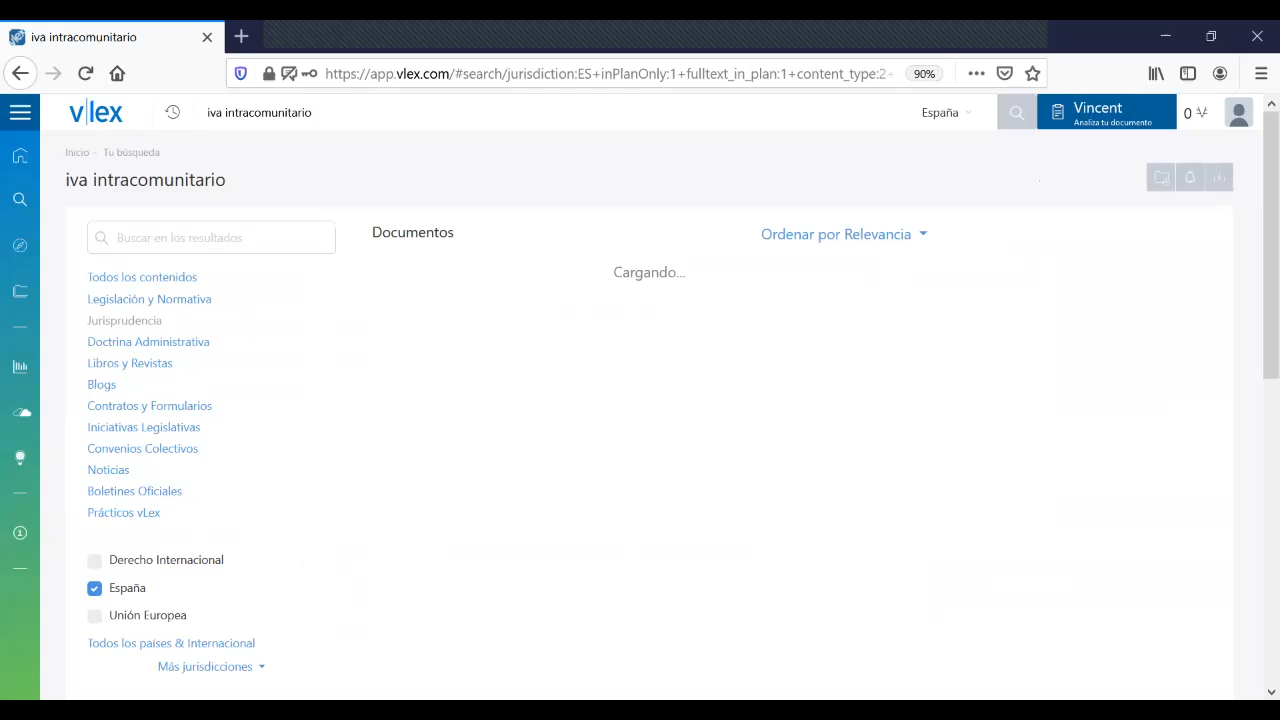 iva intracomunitario
https://app.vlex.com/#search/jurisdiction:ES+inPlanOnly:1+fulltext_in_plan:1+content_type:2+
90%
v|lex
iva intracomunitario
España
Vincent
Analiza tu documento
0
Inicio - Tu búsqueda
iva intracomunitario
Buscar en los resultados
Documentos
Ordenar por Relevancia
Cargando...
Todos los contenidos
Legislación y Normativa
Jurisprudencia
Doctrina Administrativa
Libros y Revistas
Blogs
Contratos y Formularios
Iniciativas Legislativas
Convenios Colectivos
Noticias
Boletines Oficiales
Prácticos vLex
Derecho Internacional
España
Unión Europea
Todos los países & Internacional
Más jurisdicciones